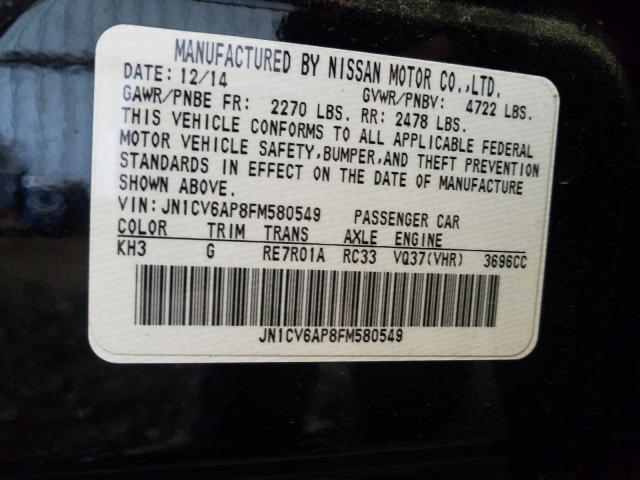 MANUFACTURED BY NISSAN MOTOR CO.,LTD.
DATE: 12/14 GVWR/PNBV: 4722 LBS.
GAWR/PNBE FR: 2270 LBS. RR: 2478 LBS.
THIS VEHICLE CONFORMS TO ALL APPLICABLE FEDERAL
MOTOR VEHICLE SAFETY,BUMPER,AND THEFT PREVENTION
STANDARDS IN EFFECT ON THE DATE OF MANUFACTURE
SHOWN ABOVE.
VIN: JN1CV6AP8FM580549 PASSENGER CAR
COLOR TRIM TRANS AXLE ENGINE
KH3 G RE7R01A RC33 VQ37(VHR) 3696CC
JN1CV6AP8FM580549